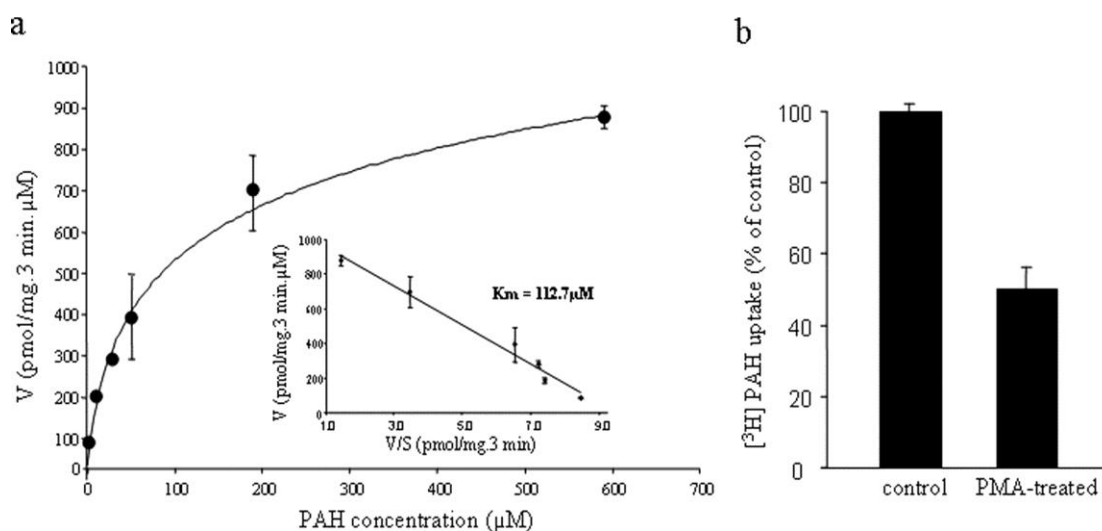 a
V (pmol/mg.3 min.µM)
1000
900
800
700
600
500
400
300
200
100
0
0 100 200 300 400 500 600 700
PAH concentration (µM)
V (pmol/mg.3 min.µM)
1000
800
600
400
200
0
Km = 112.7µM
1.0 3.0 5.0 7.0 9.0
V/S (pmol/mg.3 min)
b
[³H] PAH uptake (% of control)
100
80
60
40
20
0
control PMA-treated